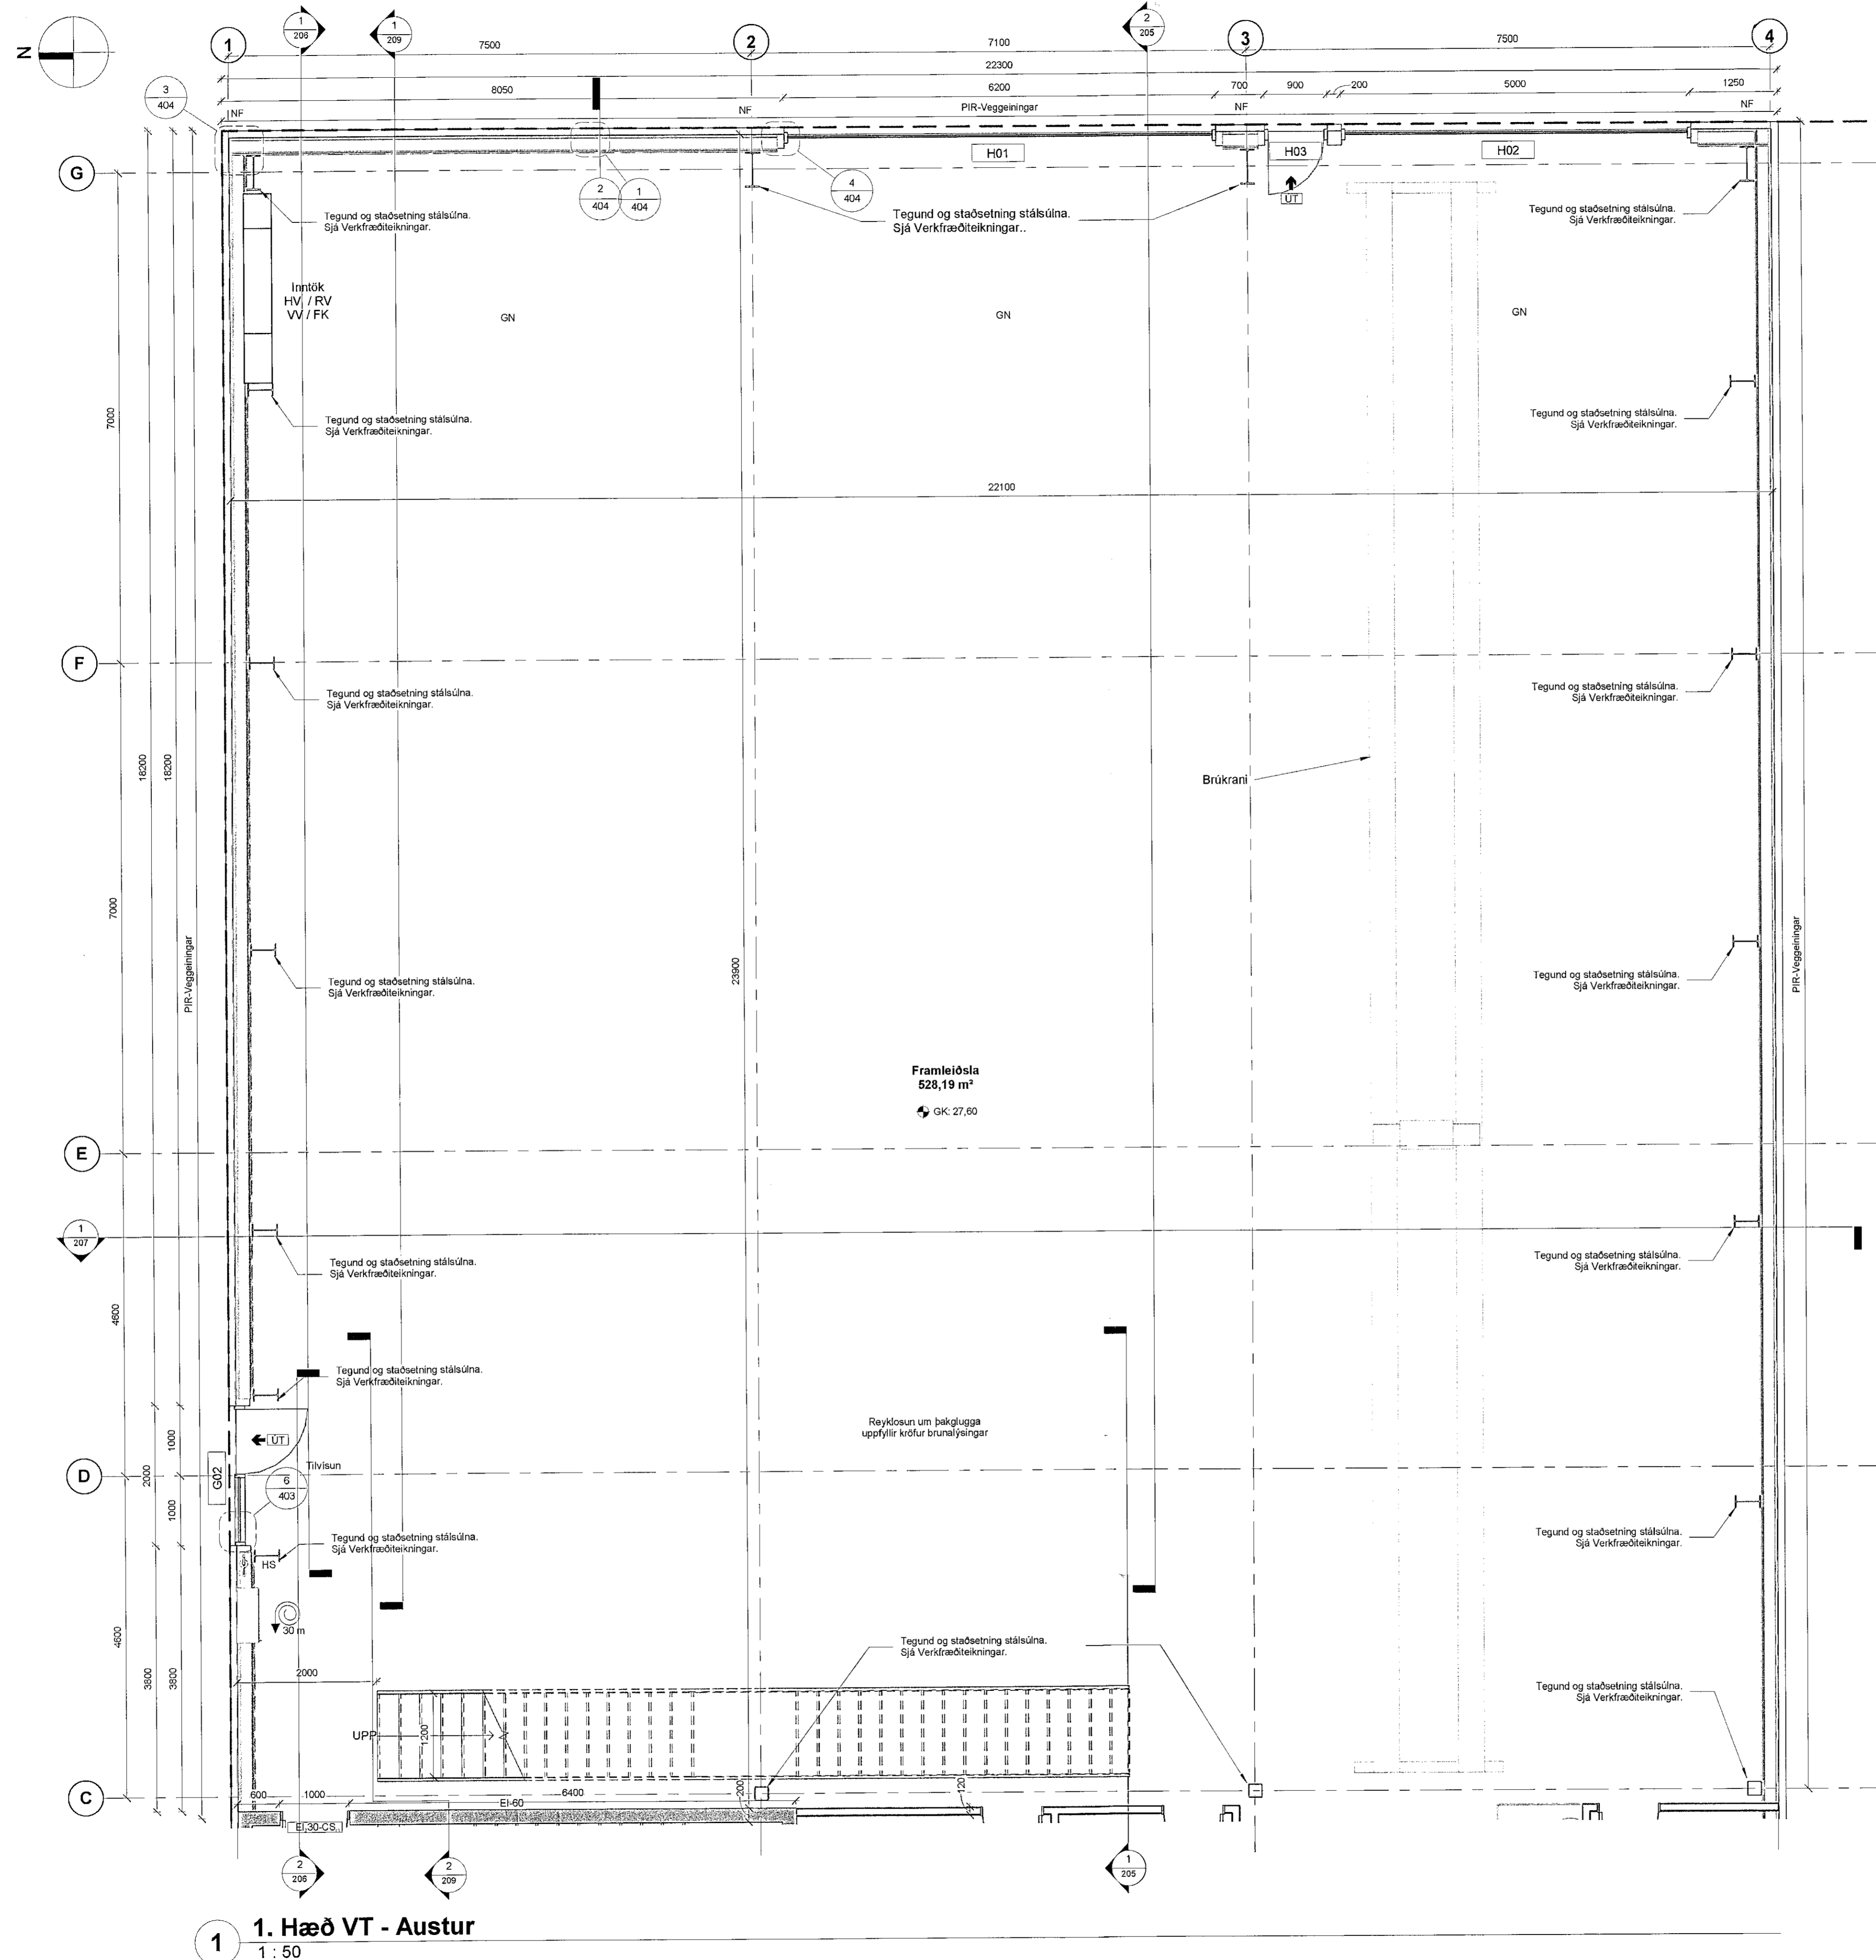 N
1
206
1
209
2
205
1
2
3
4
7500
7100
7500
22300
8050
6200
700
900
200
5000
1250
3
404
NF
NF
PIR-Veggeiningar
NF
NF
H01
H03
H02
ÚT
G
2
404
1
404
4
404
Tegund og staðsetning stálsúlna.
Sjá Verkfræðiteikningar.
Tegund og staðsetning stálsúlna.
Sjá Verkfræðiteikningar..
Tegund og staðsetning stálsúlna.
Sjá Verkfræðiteikningar.
Inntök
HV / RV
VV / FK
GN
GN
GN
7000
Tegund og staðsetning stálsúlna.
Sjá Verkfræðiteikningar.
Tegund og staðsetning stálsúlna.
Sjá Verkfræðiteikningar.
22100
F
Tegund og staðsetning stálsúlna.
Sjá Verkfræðiteikningar.
Tegund og staðsetning stálsúlna.
Sjá Verkfræðiteikningar.
18200
18200
Brúkrani
7000
PIR-Veggeiningar
23900
PIR-Veggeiningar
Tegund og staðsetning stálsúlna.
Sjá Verkfræðiteikningar.
Tegund og staðsetning stálsúlna.
Sjá Verkfræðiteikningar.
Framleiðsla
528,19 m²
GK: 27,60
E
1
207
Tegund og staðsetning stálsúlna.
Sjá Verkfræðiteikningar.
Tegund og staðsetning stálsúlna.
Sjá Verkfræðiteikningar.
4600
Tegund og staðsetning stálsúlna.
Sjá Verkfræðiteikningar.
Reyklosun um þakglugga
uppfyllir kröfur brunalýsingar
1000
2000
ÚT
Tilvísun
D
G02
6
403
1000
Tegund og staðsetning stálsúlna.
Sjá Verkfræðiteikningar.
Tegund og staðsetning stálsúlna.
Sjá Verkfræðiteikningar.
HS
30 m
4600
3800
3800
2000
Tegund og staðsetning stálsúlna.
Sjá Verkfræðiteikningar.
Tegund og staðsetning stálsúlna.
Sjá Verkfræðiteikningar.
UPP
1200
C
600
1000
6400
200
120
EI-60
EI,30-CS..
2
206
2
209
1
205
1
1. Hæð VT - Austur
1 : 50